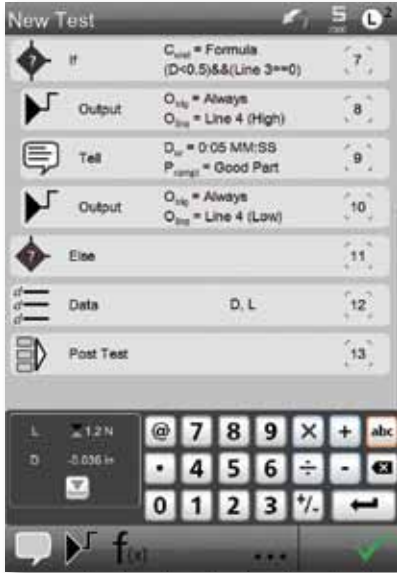 New Test
L 2
? If C = Formula 7
(D<0.5)&&(Line 3==0)
Output O = Always 8
O = Line 4 (High)
Tell D = 0:05 MM:SS 9
P = Good Part
Output O = Always 10
O = Line 4 (Low)
? Else 11
Data D, L 12
Post Test 13
L 1.2 N
D -0.036 in
@ 7 8 9 × + abc
. 4 5 6 ÷ -
0 1 2 3 +/-
f(x) ...